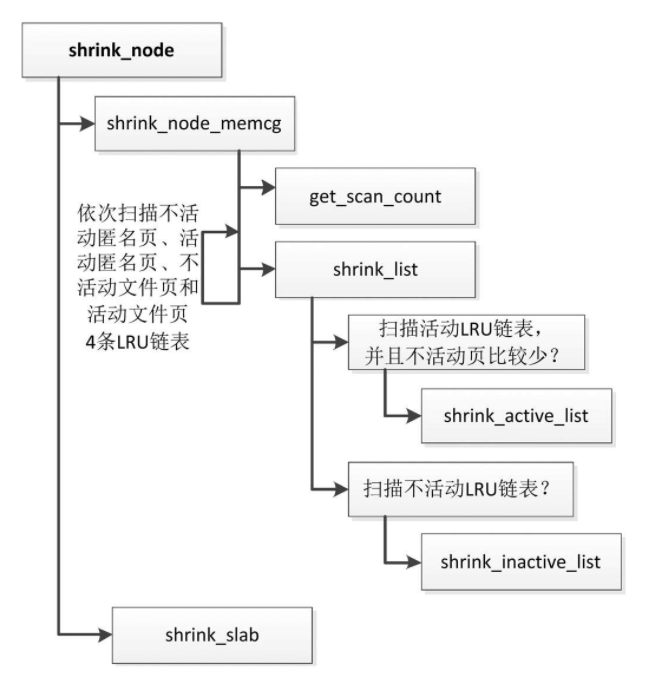 shrink_node
shrink_node_memcg
get_scan_count
依次扫描不活
动匿名页、活
动匿名页、不
活动文件页和
活动文件页
4条LRU链表
shrink_list
扫描活动LRU链表，
并且不活动页比较少？
shrink_active_list
扫描不活动LRU链表？
shrink_inactive_list
shrink_slab